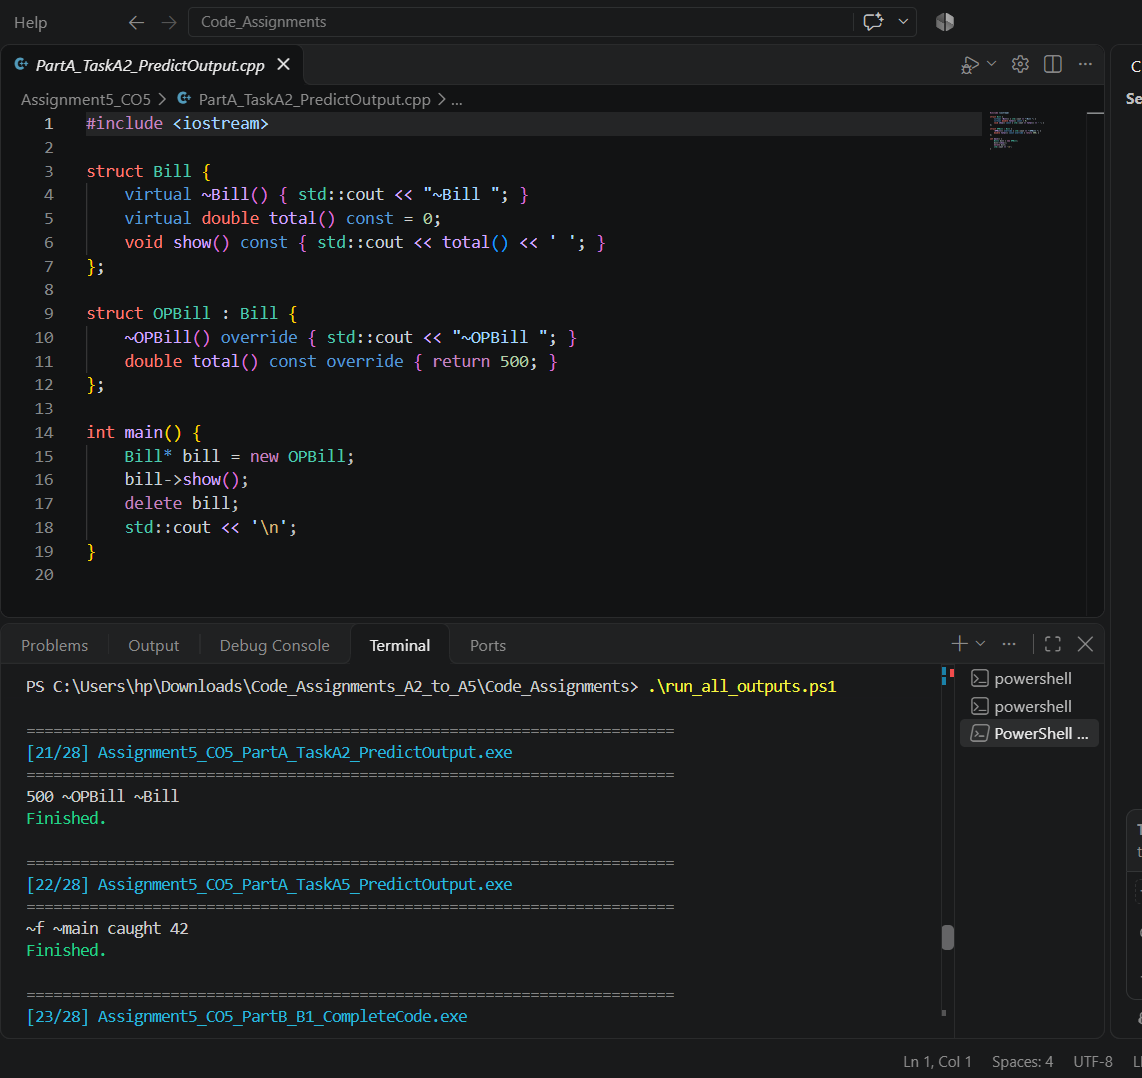 Help
Code_Assignments
PartA_TaskA2_PredictOutput.cpp
Assignment5_CO5 > PartA_TaskA2_PredictOutput.cpp > ...
1 #include <iostream>
2
3 struct Bill {
4 virtual ~Bill() { std::cout << "~Bill "; }
5 virtual double total() const = 0;
6 void show() const { std::cout << total() << ' '; }
7 };
8
9 struct OPBill : Bill {
10 ~OPBill() override { std::cout << "~OPBill "; }
11 double total() const override { return 500; }
12 };
13
14 int main() {
15 Bill* bill = new OPBill;
16 bill->show();
17 delete bill;
18 std::cout << '\n';
19 }
20
Problems Output Debug Console Terminal Ports
PS C:\Users\hp\Downloads\Code_Assignments_A2_to_A5\Code_Assignments> .\run_all_outputs.ps1
========================================================================
[21/28] Assignment5_CO5_PartA_TaskA2_PredictOutput.exe
========================================================================
500 ~OPBill ~Bill
Finished.
========================================================================
[22/28] Assignment5_CO5_PartA_TaskA5_PredictOutput.exe
========================================================================
~f ~main caught 42
Finished.
========================================================================
[23/28] Assignment5_CO5_PartB_B1_CompleteCode.exe
powershell
powershell
PowerShell ...
Ln 1, Col 1 Spaces: 4 UTF-8